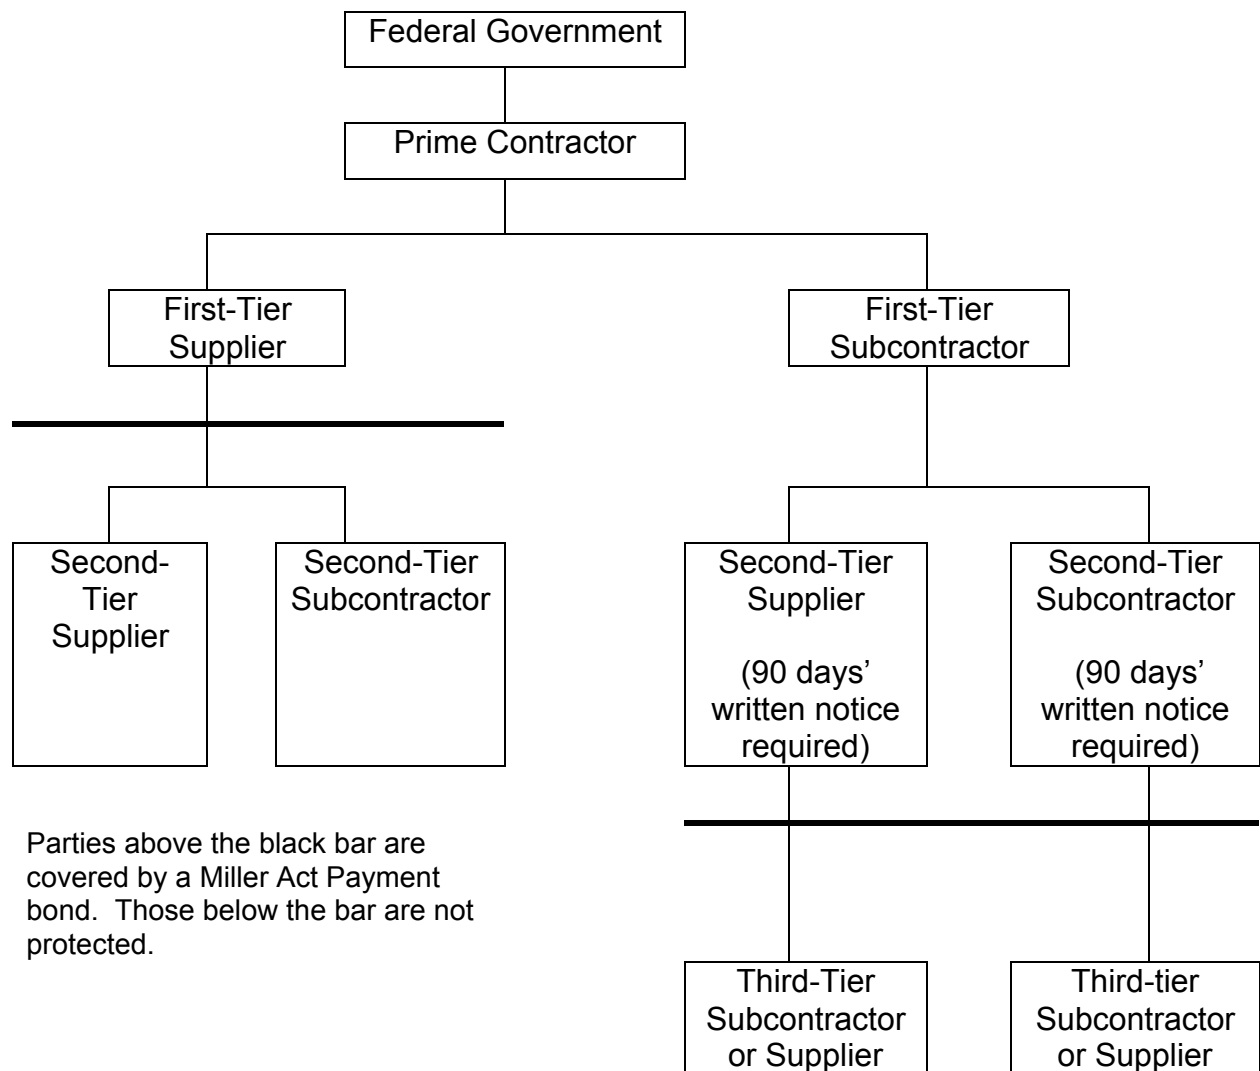 Federal Government
Prime Contractor
First-Tier
Supplier
First-Tier
Subcontractor
Second-
Tier
Supplier
Second-Tier
Subcontractor
Second-Tier
Supplier
(90 days’
written notice
required)
Second-Tier
Subcontractor
(90 days’
written notice
required)
Parties above the black bar are
covered by a Miller Act Payment
bond.  Those below the bar are not
protected.
Third-Tier
Subcontractor
or Supplier
Third-tier
Subcontractor
or Supplier